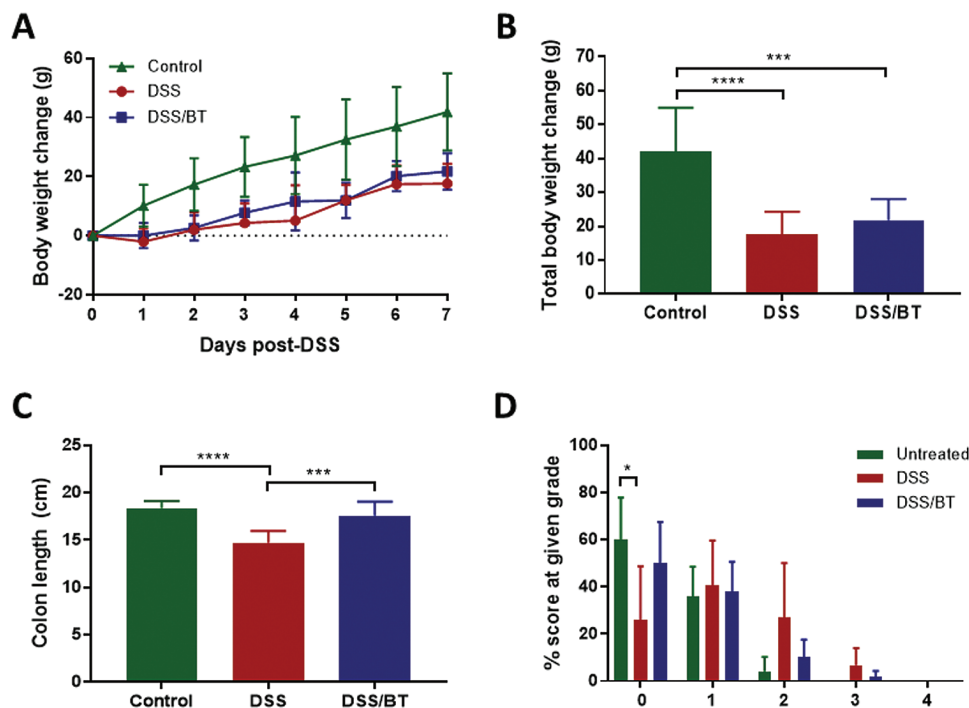 A
Body weight change (g)
60
40
20
0
-20
Control
DSS
DSS/BT
0 1 2 3 4 5 6 7
Days post-DSS
B
Total body weight change (g)
70
60
50
40
30
20
10
0
***
****
Control DSS DSS/BT
C
Colon length (cm)
25
20
15
10
5
0
****
***
Control DSS DSS/BT
D
% score at given grade
100
80
60
40
20
0
*
Untreated
DSS
DSS/BT
0 1 2 3 4